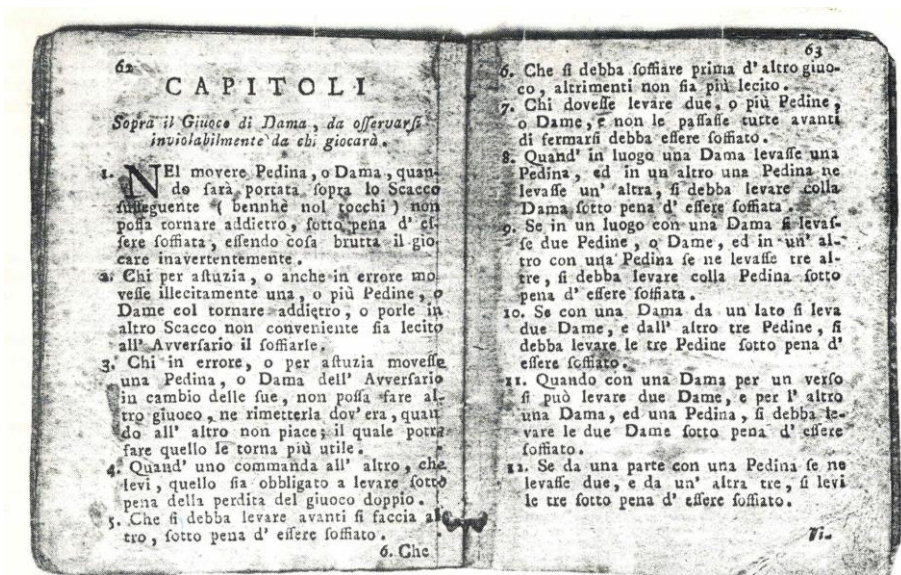 62
CAPITOLI
Sopra il Giuoco di Dama, da osservarsi
inviolabilmente da chi giocarà.
1. NEl movere Pedina, o Dama, quan-
do sarà portata sopra lo Scacco
susseguente ( bennhè nol tocchi ) non
possa tornare addietro, sotto pena d' es-
sere soffiata, essendo cosa brutta il gio-
care inavertentemente.
2. Chi per astuzia, o anche in errore mo-
vesse illecitamente una, o più Pedine, o
Dame col tornare addietro, o porle in
altro Scacco non conveniente sia lecito
all' Avversario il soffiarle.
3. Chi in errore, o per astuzia movesse
una Pedina, o Dama dell' Avversario
in cambio delle sue, non possa fare al-
tro giuoco, ne rimetterla dov' era, quan-
do all' altro non piace; il quale potrà
fare quello le torna più utile.
4. Quand' uno commanda all' altro, che
levi, quello sia obbligato a levare sotto
pena della perdita del giuoco doppio.
5. Che si debba levare avanti si faccia al-
tro, sotto pena d' essere soffiato.
6. Che
63
6. Che si debba soffiare prima d' altro giuo-
co, altrimenti non sia più lecito.
7. Chi dovesse levare due, o più Pedine,
o Dame, e non le passasse tutte avanti
di fermarsi debba essere soffiato.
8. Quand' in luogo una Dama levasse una
Pedina, ed in un altro una Pedina ne
levasse un' altra, si debba levare colla
Dama sotto pena d' essere soffiata.
9. Se in un luogo con una Dama si levas-
se due Pedine, o Dame, ed in un' al-
tro con una Pedina se ne levasse tre al-
tre, si debba levare colla Pedina sotto
pena d' essere soffiata.
10. Se con una Dama da un lato si leva
due Dame, e dall' altro tre Pedine, si
debba levare le tre Pedine sotto pena d'
essere soffiato.
11. Quando con una Dama per un verso
si può levare due Dame, e per l' altro
una Dama, ed una Pedina, si debba le-
vare le due Dame sotto pena d' essere
soffiato.
12. Se da una parte con una Pedina se ne
levasse due, e da un' altra tre, si levi
le tre sotto pena d' essere soffiato.